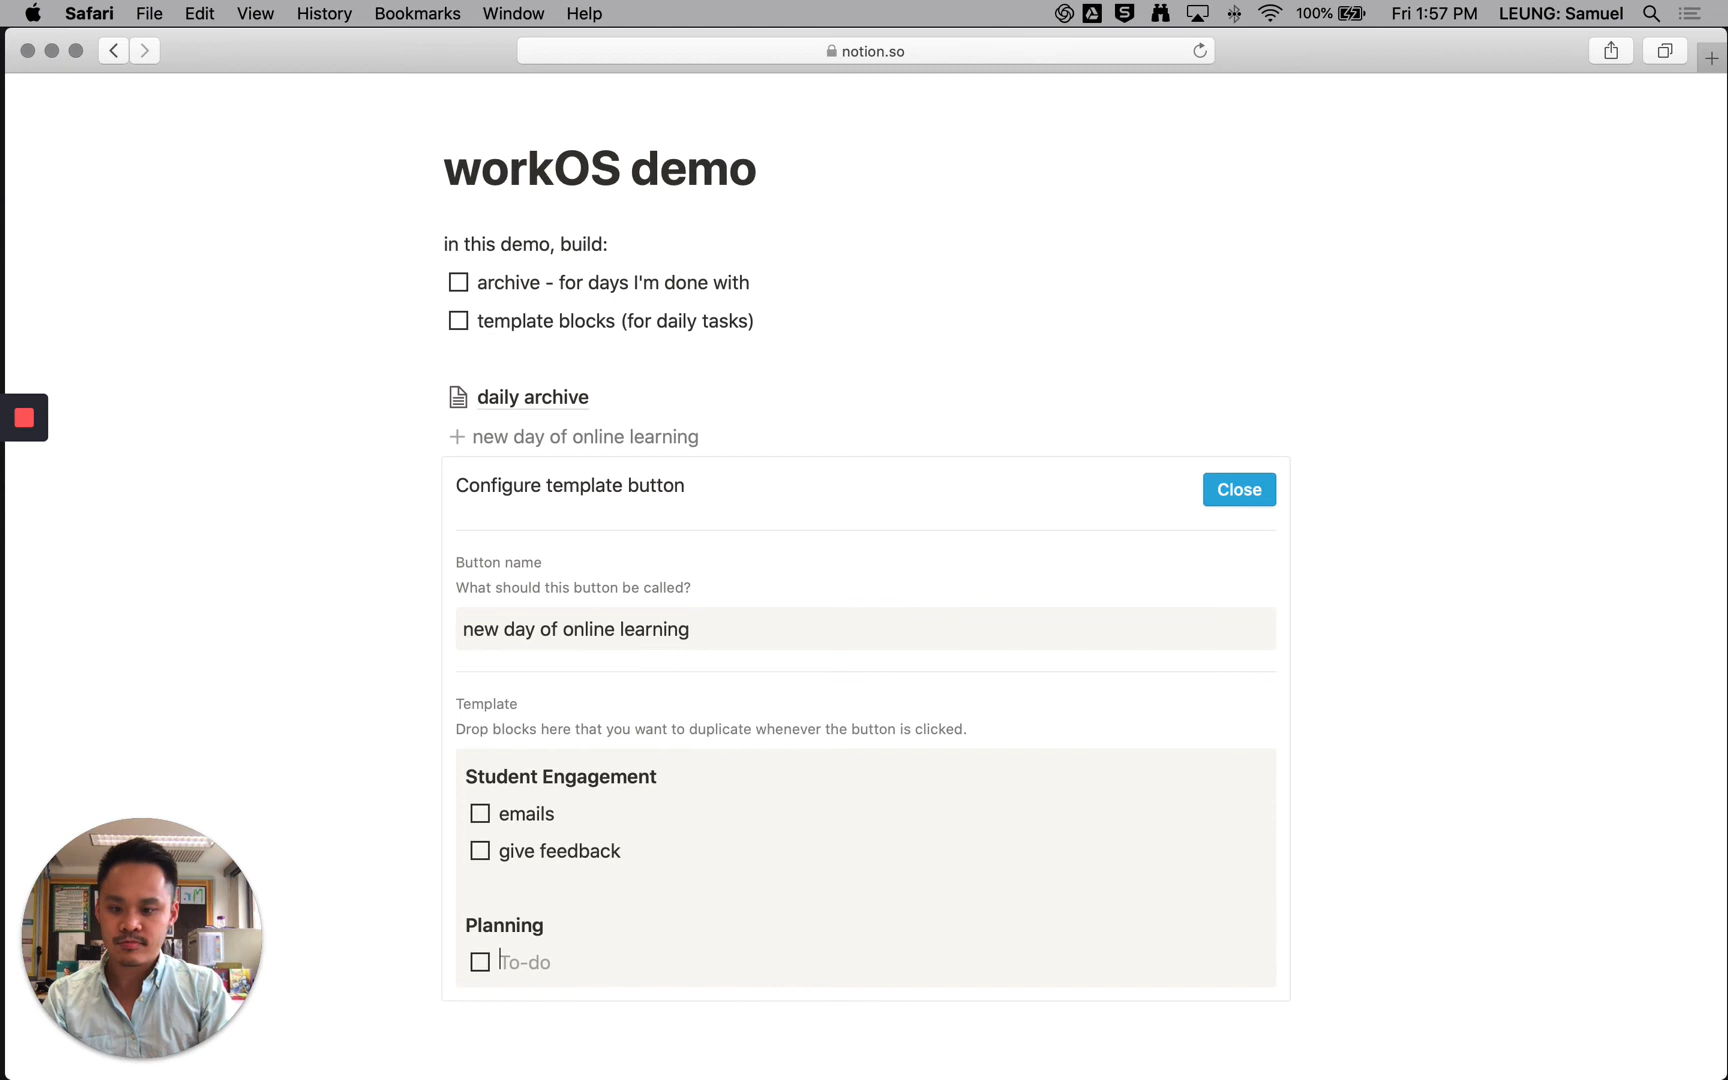 Safari File Edit View History Bookmarks Window Help 100% Fri 1:57 PM LEUNG: Samuel
notion.so
workOS demo
in this demo, build:
archive - for days I'm done with
template blocks (for daily tasks)
daily archive
new day of online learning
Configure template button
Close
Button name
What should this button be called?
new day of online learning
Template
Drop blocks here that you want to duplicate whenever the button is clicked.
Student Engagement
emails
give feedback
Planning
To-do